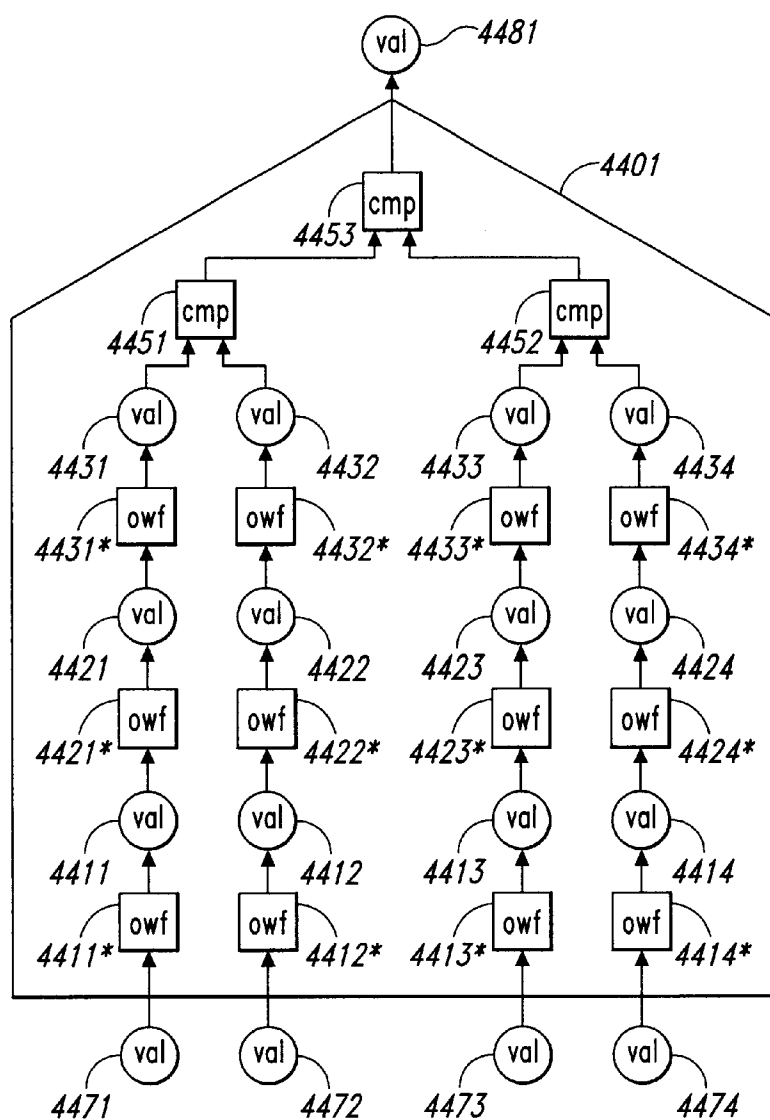 val 4481
4401
cmp
4453
cmp cmp
4451 4452
val val val val
4431 4432 4433 4434
owf owf owf owf
4431* 4432* 4433* 4434*
val val val val
4421 4422 4423 4424
owf owf owf owf
4421* 4422* 4423* 4424*
val val val val
4411 4412 4413 4414
owf owf owf owf
4411* 4412* 4413* 4414*
val val val val
4471 4472 4473 4474